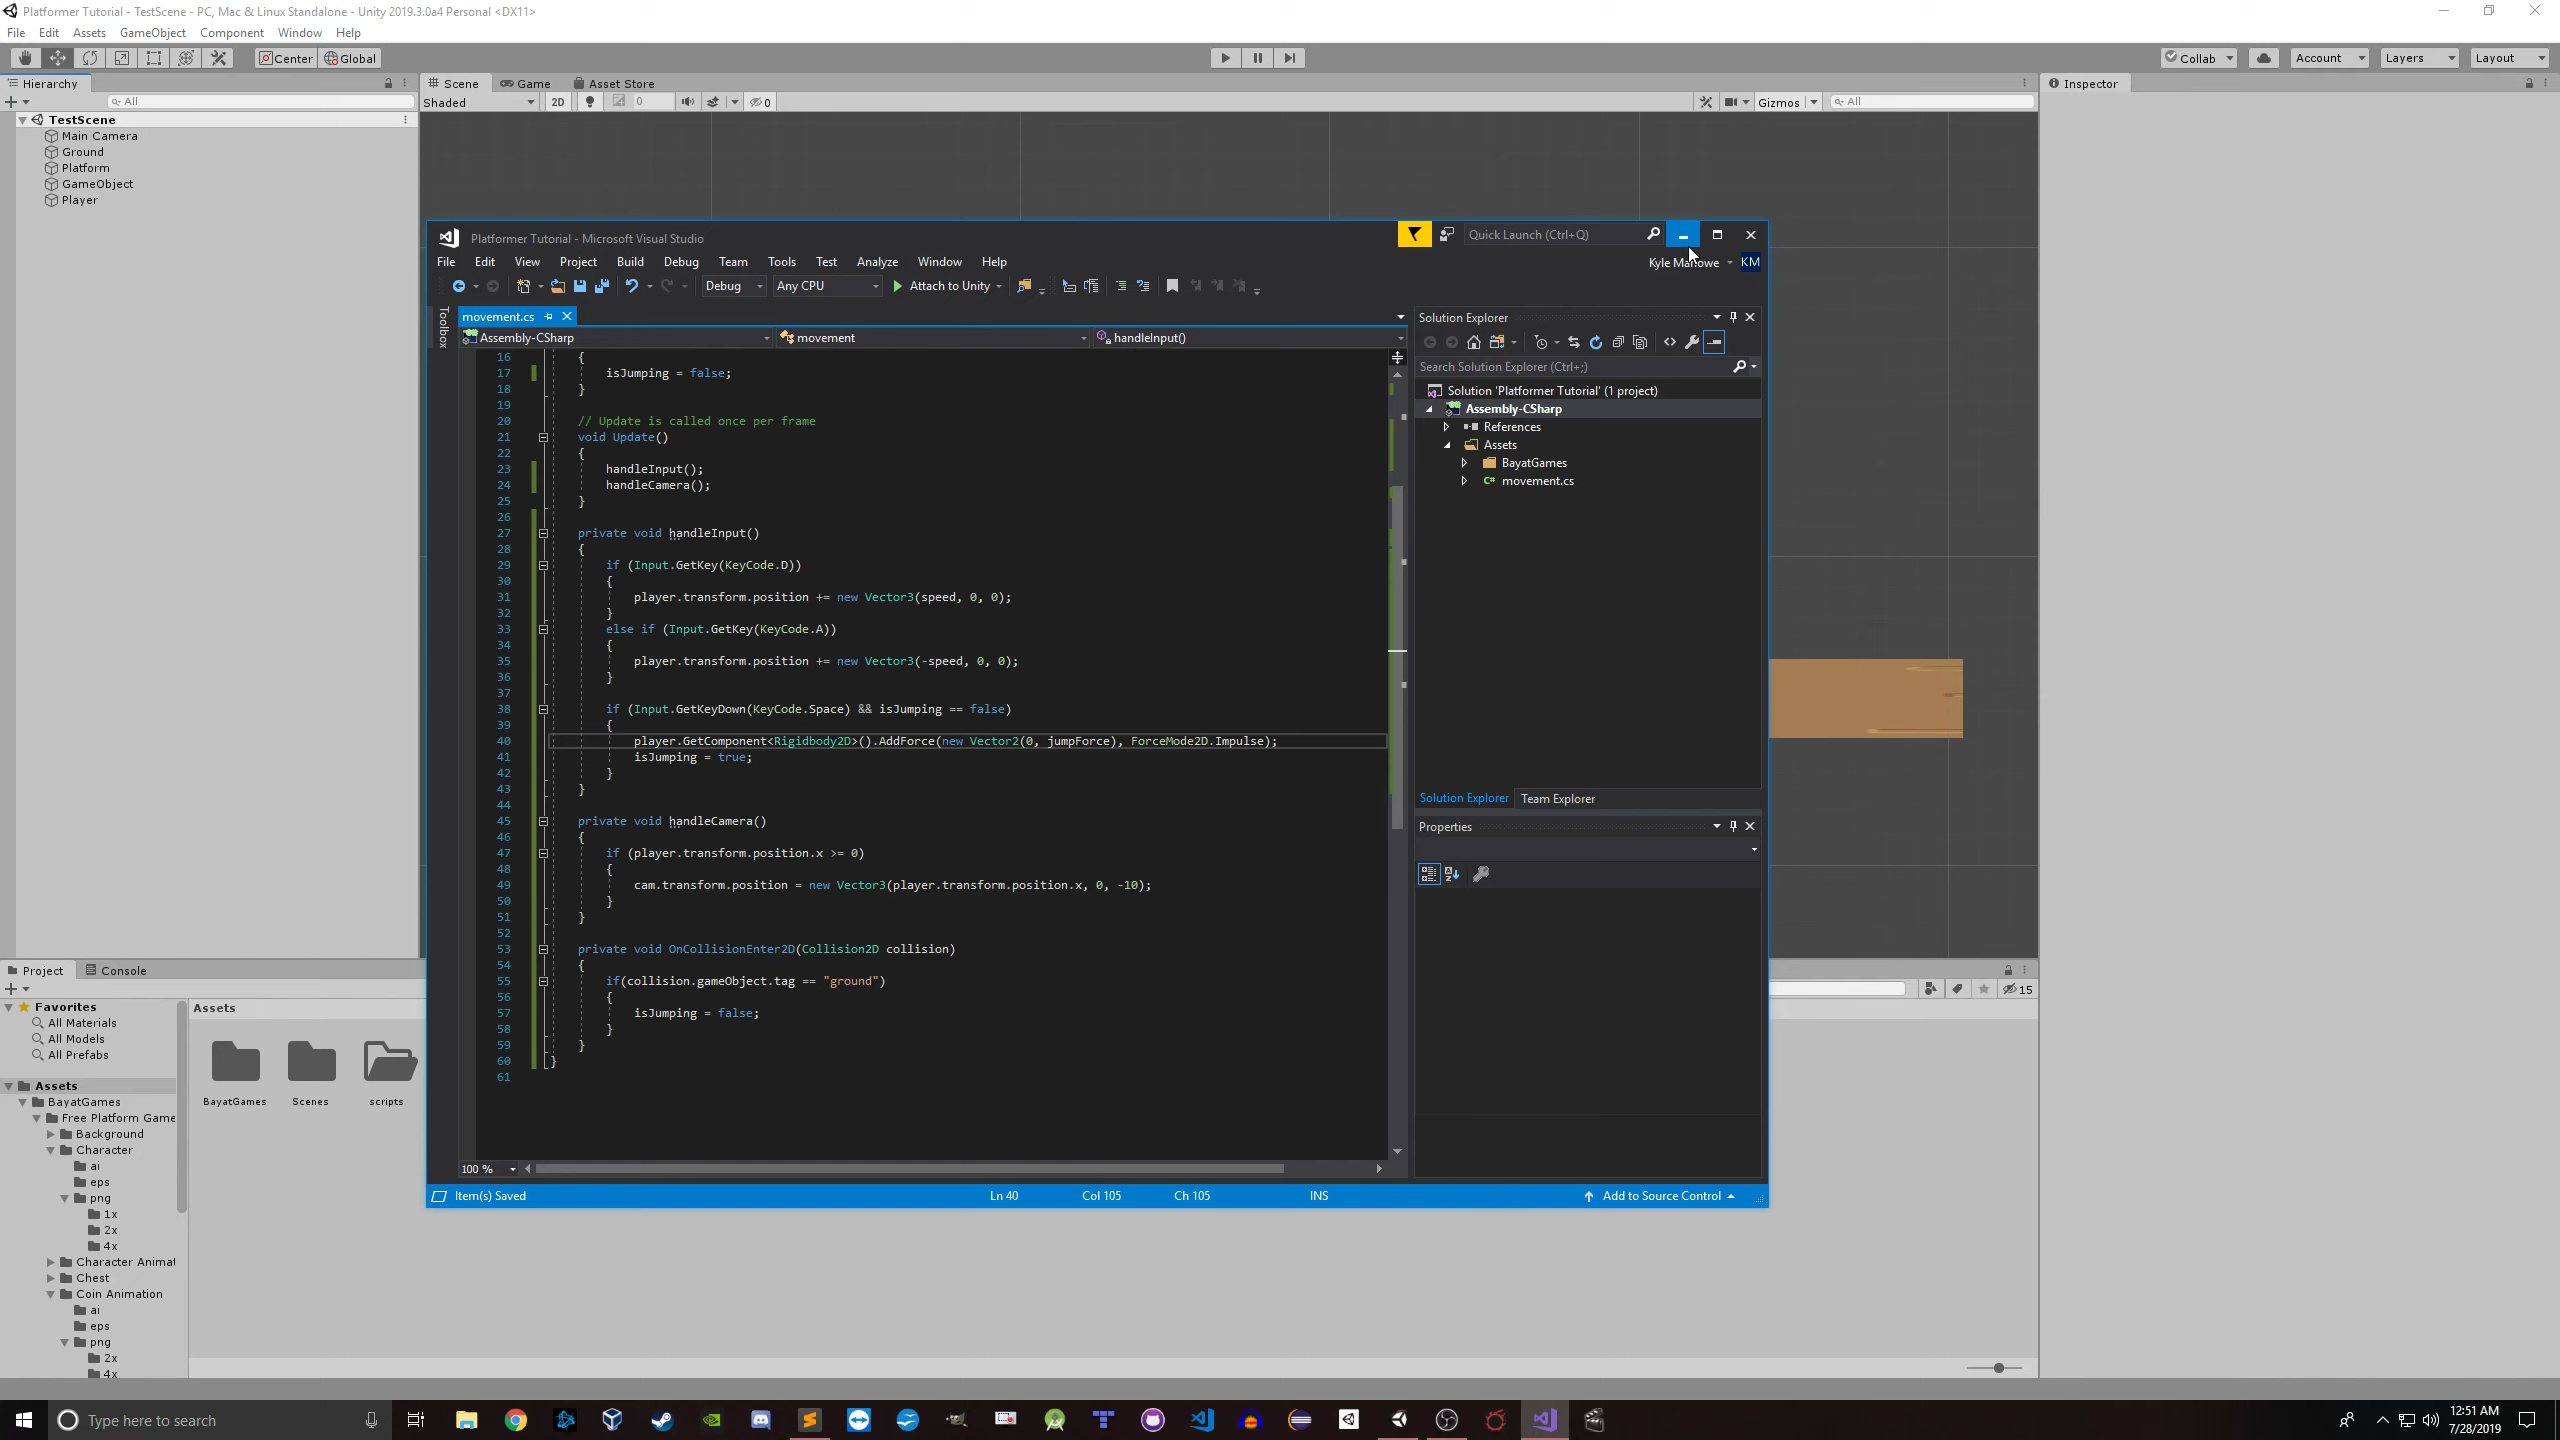 Platformer Tutorial - TestScene - PC, Mac & Linux Standalone - Unity 2019.3.0a4 Personal <DX11>
File Edit Assets GameObject Component Window Help
Center Global
Collab Account Layers Layout
Hierarchy
All
TestScene
Main Camera
Ground
Platform
GameObject
Player
Scene Game Asset Store
Shaded 2D 0 0 Gizmos All
Inspector
Platformer Tutorial - Microsoft Visual Studio
Quick Launch (Ctrl+Q)
File Edit View Project Build Debug Team Tools Test Analyze Window Help
KM
Debug Any CPU Attach to Unity
Toolbox
movement.cs
Assembly-CSharp movement handleInput()
16 {
17 isJumping = false;
18 }
19
20 // Update is called once per frame
21 void Update()
22 {
23 handleInput();
24 handleCamera();
25 }
26
27 private void handleInput()
28 {
29 if (Input.GetKey(KeyCode.D))
30 {
31 player.transform.position += new Vector3(speed, 0, 0);
32 }
33 else if (Input.GetKey(KeyCode.A))
34 {
35 player.transform.position += new Vector3(-speed, 0, 0);
36 }
37
38 if (Input.GetKeyDown(KeyCode.Space) && isJumping == false)
39 {
40 player.GetComponent<Rigidbody2D>().AddForce(new Vector2(0, jumpForce), ForceMode2D.Impulse);
41 isJumping = true;
42 }
43 }
44
45 private void handleCamera()
46 {
47 if (player.transform.position.x >= 0)
48 {
49 cam.transform.position = new Vector3(player.transform.position.x, 0, -10);
50 }
51 }
52
53 private void OnCollisionEnter2D(Collision2D collision)
54 {
55 if(collision.gameObject.tag == "ground")
56 {
57 isJumping = false;
58 }
59 }
60 }
61
100 %
Item(s) Saved Ln 40 Col 105 Ch 105 INS Add to Source Control
Solution Explorer
Search Solution Explorer (Ctrl+;)
Solution 'Platformer Tutorial' (1 project)
Assembly-CSharp
References
Assets
BayatGames
movement.cs
Solution Explorer Team Explorer
Properties
Project Console
15
Favorites
All Materials
All Models
All Prefabs
Assets
BayatGames
Free Platform Game
Background
Character
ai
eps
png
1x
2x
4x
Character Animat
Chest
Coin Animation
ai
eps
png
2x
4x
Assets
BayatGames Scenes scripts
Type here to search
12:51 AM
7/28/2019